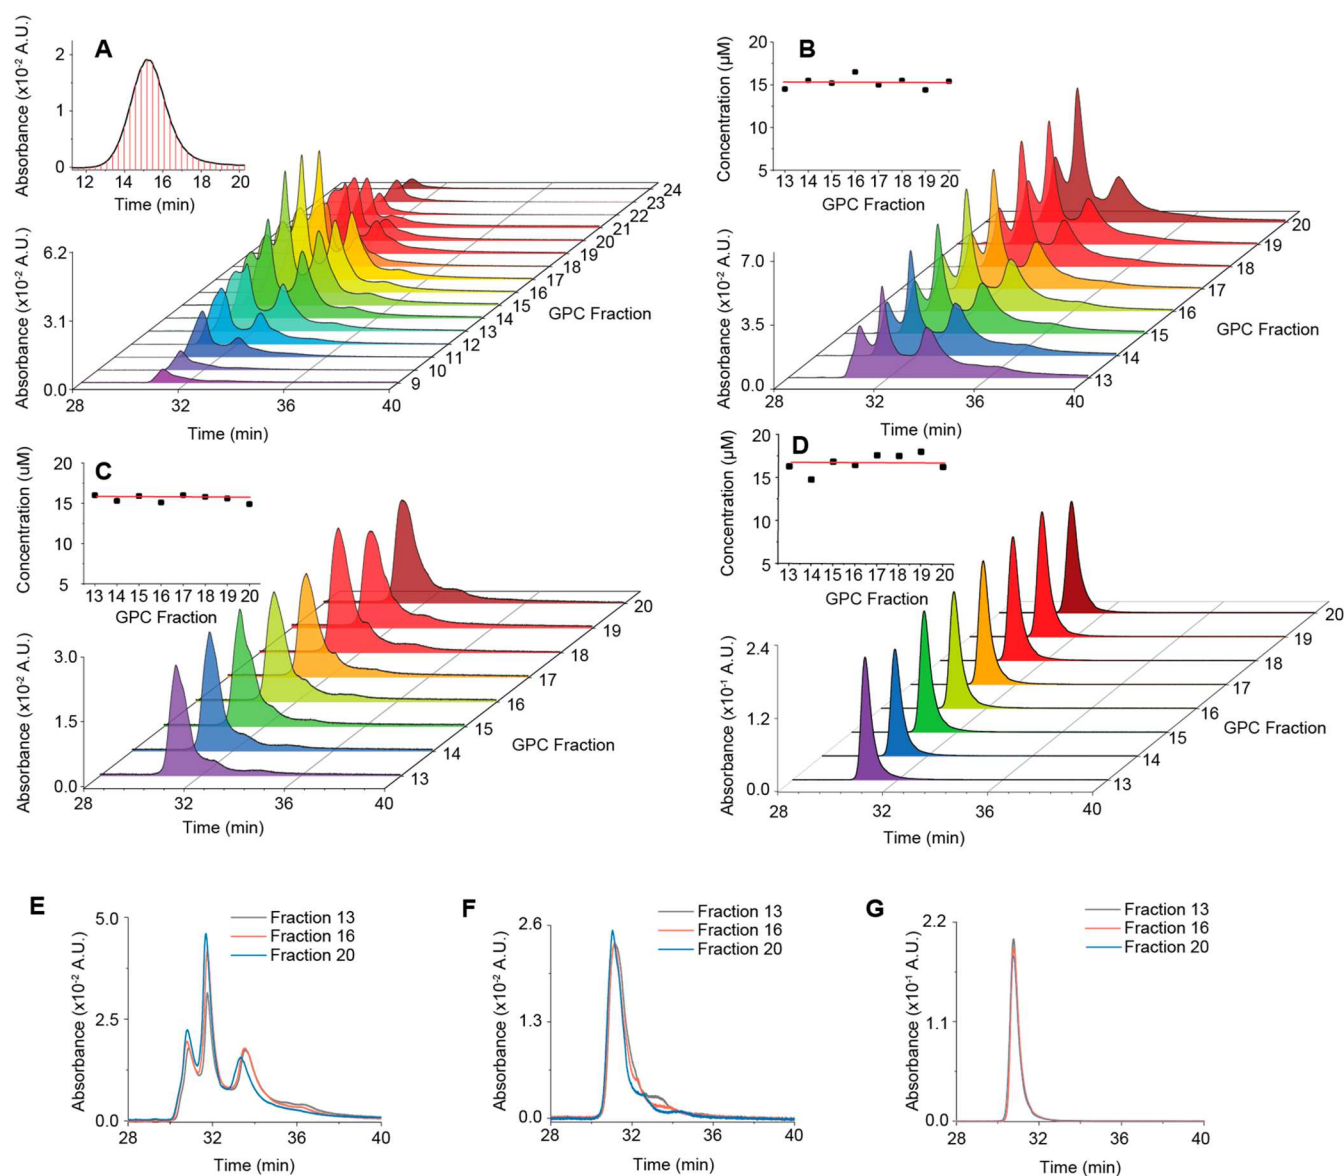 A
Absorbance (x10⁻² A.U.)
2
1
0
12 14 16 18 20
Time (min)
Absorbance (x10⁻² A.U.)
6.2
3.1
0.0
28 32 36 40
Time (min)
9
10
11
12
13
14
15
16
17
18
19
20
21
22
23
24
GPC Fraction
B
Concentration (µM)
20
15
10
5
13 14 15 16 17 18 19 20
GPC Fraction
Absorbance (x10⁻² A.U.)
7.0
3.5
0.0
28 32 36 40
Time (min)
13
14
15
16
17
18
19
20
GPC Fraction
C
Concentration (uM)
20
15
10
5
13 14 15 16 17 18 19 20
GPC Fraction
Absorbance (x10⁻² A.U.)
3.0
1.5
0.0
28 32 36 40
Time (min)
13
14
15
16
17
18
19
20
GPC Fraction
D
Concentration (µM)
20
15
10
5
13 14 15 16 17 18 19 20
GPC Fraction
Absorbance (x10⁻¹ A.U.)
2.4
1.2
0.0
28 32 36 40
Time (min)
13
14
15
16
17
18
19
20
GPC Fraction
E
Absorbance (x10⁻² A.U.)
5.0
2.5
0.0
28 32 36 40
Time (min)
Fraction 13
Fraction 16
Fraction 20
F
Absorbance (x10⁻² A.U.)
2.6
1.3
0.0
28 32 36 40
Time (min)
Fraction 13
Fraction 16
Fraction 20
G
Absorbance (x10⁻¹ A.U.)
2.2
1.1
0.0
28 32 36 40
Time (min)
Fraction 13
Fraction 16
Fraction 20